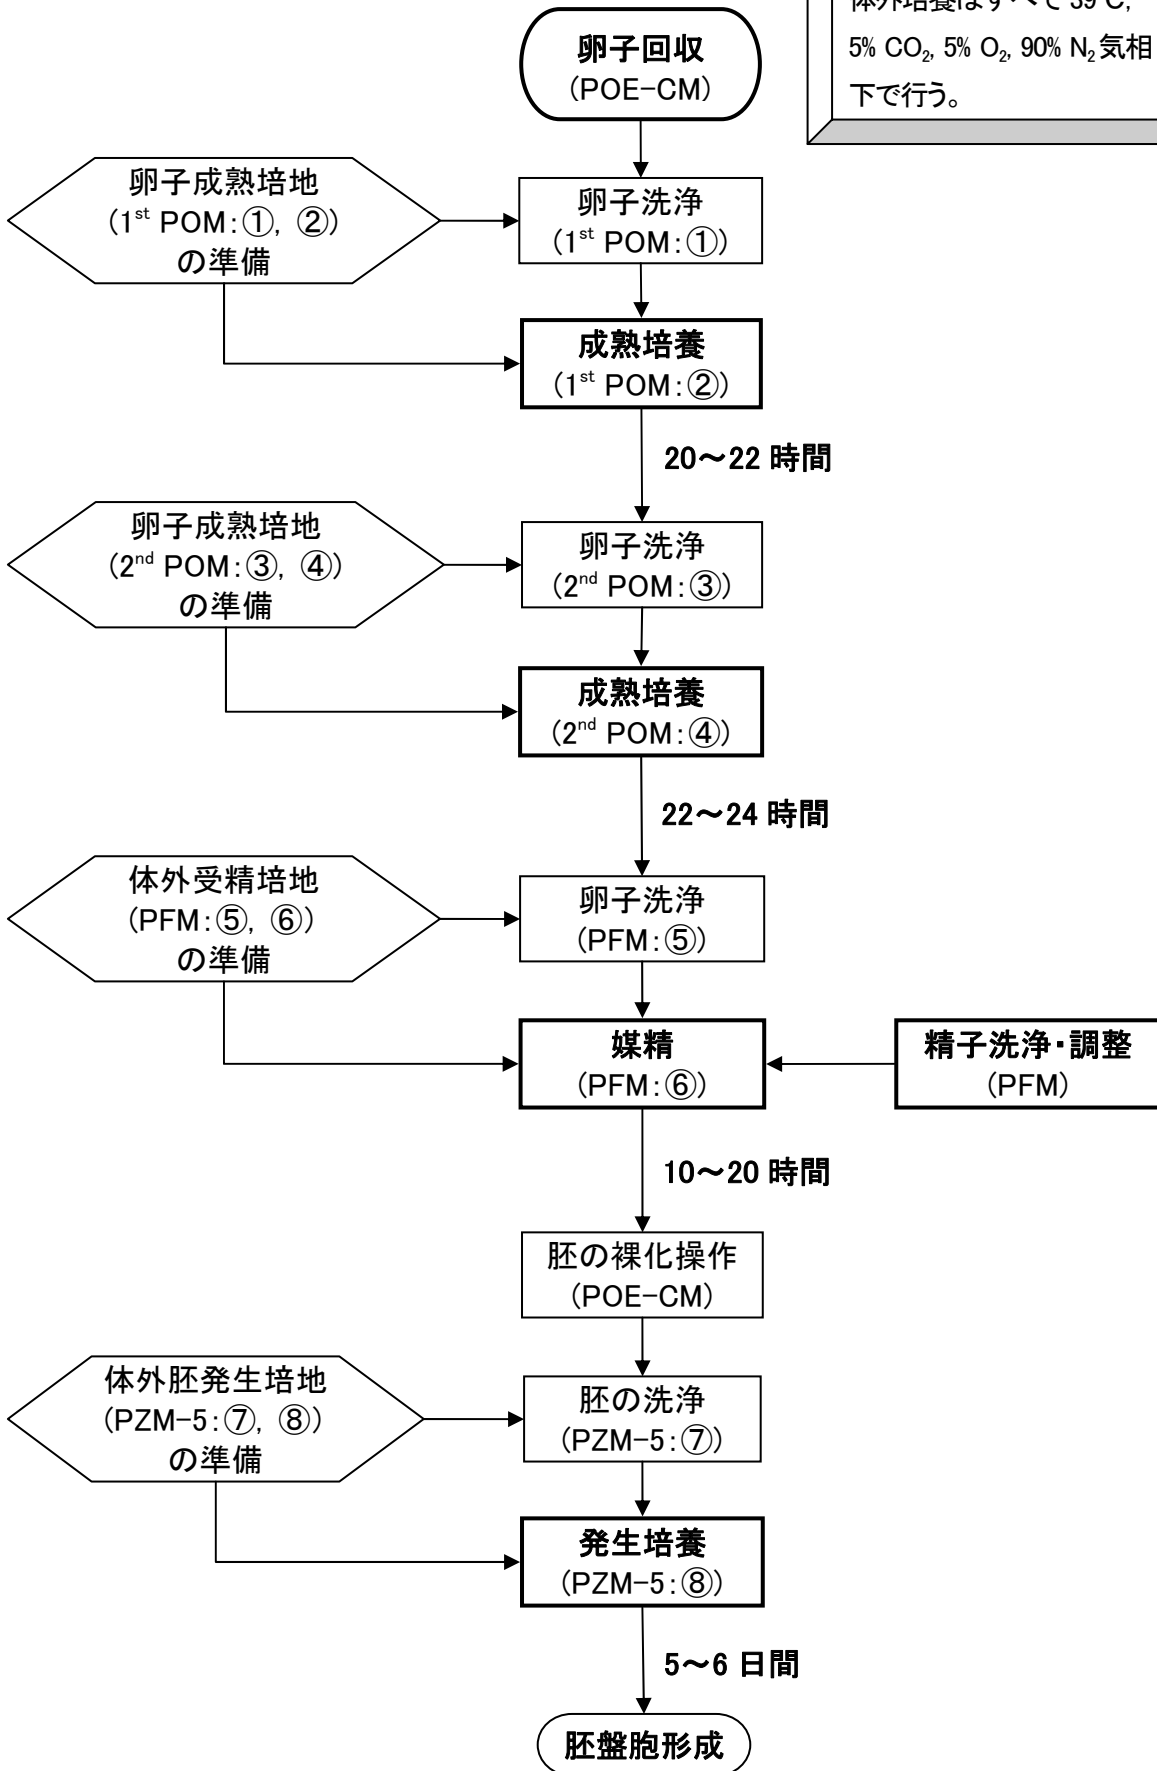 体外培養はすべて 39℃,
5% CO₂, 5% O₂, 90% N₂ 気相
下で行う。
卵子回収
(POE-CM)
卵子成熟培地
(1st POM:①, ②)
の準備
卵子洗浄
(1st POM:①)
成熟培養
(1st POM:②)
20～22 時間
卵子成熟培地
(2nd POM:③, ④)
の準備
卵子洗浄
(2nd POM:③)
成熟培養
(2nd POM:④)
22～24 時間
体外受精培地
(PFM:⑤, ⑥)
の準備
卵子洗浄
(PFM:⑤)
媒精
(PFM:⑥)
精子洗浄・調整
(PFM)
10～20 時間
胚の裸化操作
(POE-CM)
体外胚発生培地
(PZM-5:⑦, ⑧)
の準備
胚の洗浄
(PZM-5:⑦)
発生培養
(PZM-5:⑧)
5～6 日間
胚盤胞形成